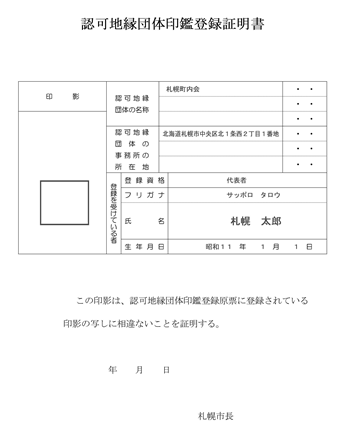 認可地縁団体印鑑登録証明書
印 影
認可地縁団体の名称
札幌町内会
・ ・
・ ・
・ ・
認可地縁団体の事務所の所在地
北海道札幌市中央区北1条西2丁目1番地
・ ・
・ ・
・ ・
登録を受けている者
登録資格
代表者
フリガナ
サッポロ タロウ
氏 名
札幌 太郎
生年月日
昭和11 年 1 月 1 日
この印影は、認可地縁団体印鑑登録原票に登録されている
印影の写しに相違ないことを証明する。
年 月 日
札幌市長